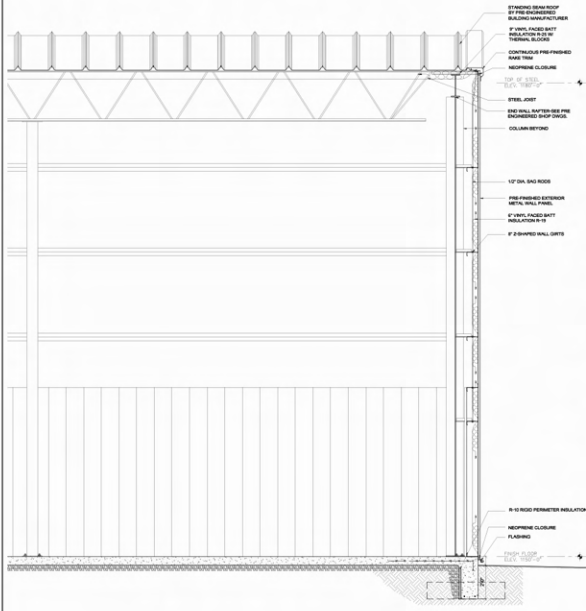 STANDING SEAM ROOF
BY PRE-ENGINEERED
BUILDING MANUFACTURER
9" VINYL FACED BATT
INSULATION R-25 W/
THERMAL BLOCKS
CONTINUOUS PRE-FINISHED
RAKE TRIM
NEOPRENE CLOSURE
TOP OF STEEL
STEEL JOIST
END WALL RAFTER-SEE PRE
ENGINEERED SHOP DWGS.
COLUMN BEYOND
1/2" DIA. SAG RODS
PRE-FINISHED EXTERIOR
METAL WALL PANEL
6" VINYL FACED BATT
INSULATION R-19
8" Z-SHAPED WALL GIRTS
R-10 RIGID PERIMETER INSULATION
NEOPRENE CLOSURE
FLASHING
FINISH FLOOR